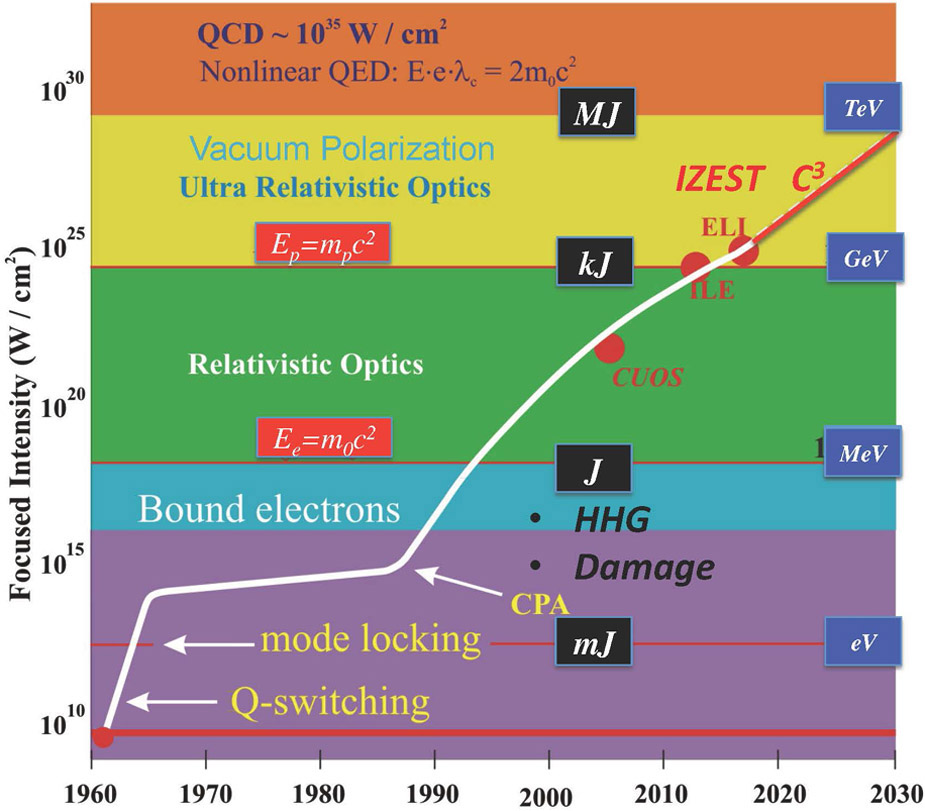 QCD ~ 10³⁵ W / cm²
Nonlinear QED: E·e·λc = 2m₀c²
10³⁰
MJ
TeV
Vacuum Polarization
Ultra Relativistic Optics
IZEST C³
ELI
10²⁵
Eₚ=mₚc²
kJ
GeV
ILE
Focused Intensity (W / cm²)
Relativistic Optics
CUOS
10²⁰
Eₑ=m₀c²
1
MeV
J
Bound electrons
• HHG
10¹⁵
• Damage
CPA
mode locking
mJ
eV
Q-switching
10¹⁰
1960 1970 1980 1990 2000 2010 2020 2030